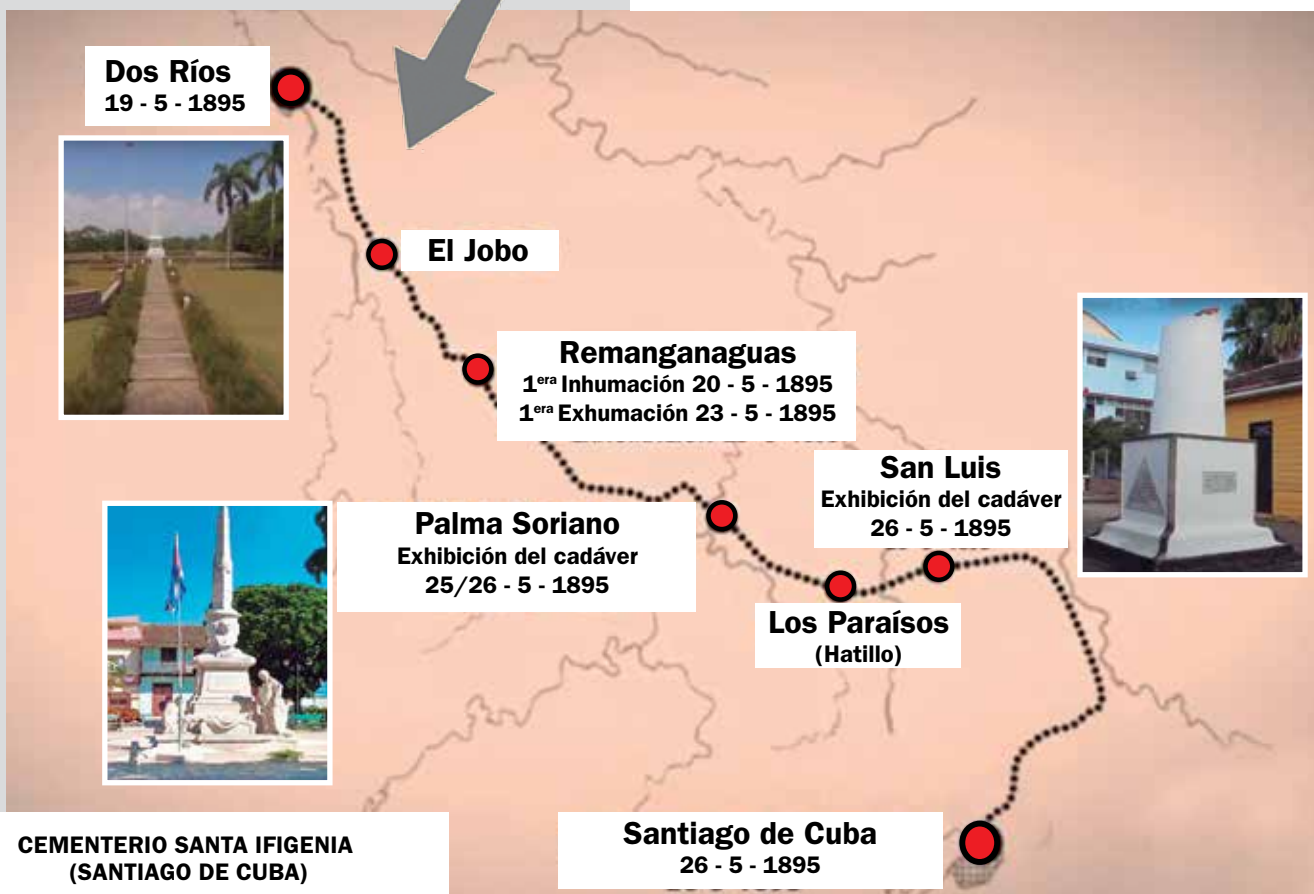 Dos Ríos
19 - 5 - 1895
El Jobo
Remanganaguas
1era Inhumación 20 - 5 - 1895
1era Exhumación 23 - 5 - 1895
San Luis
Exhibición del cadáver
26 - 5 - 1895
Palma Soriano
Exhibición del cadáver
25/26 - 5 - 1895
Los Paraísos
(Hatillo)
Santiago de Cuba
26 - 5 - 1895
CEMENTERIO SANTA IFIGENIA
(SANTIAGO DE CUBA)